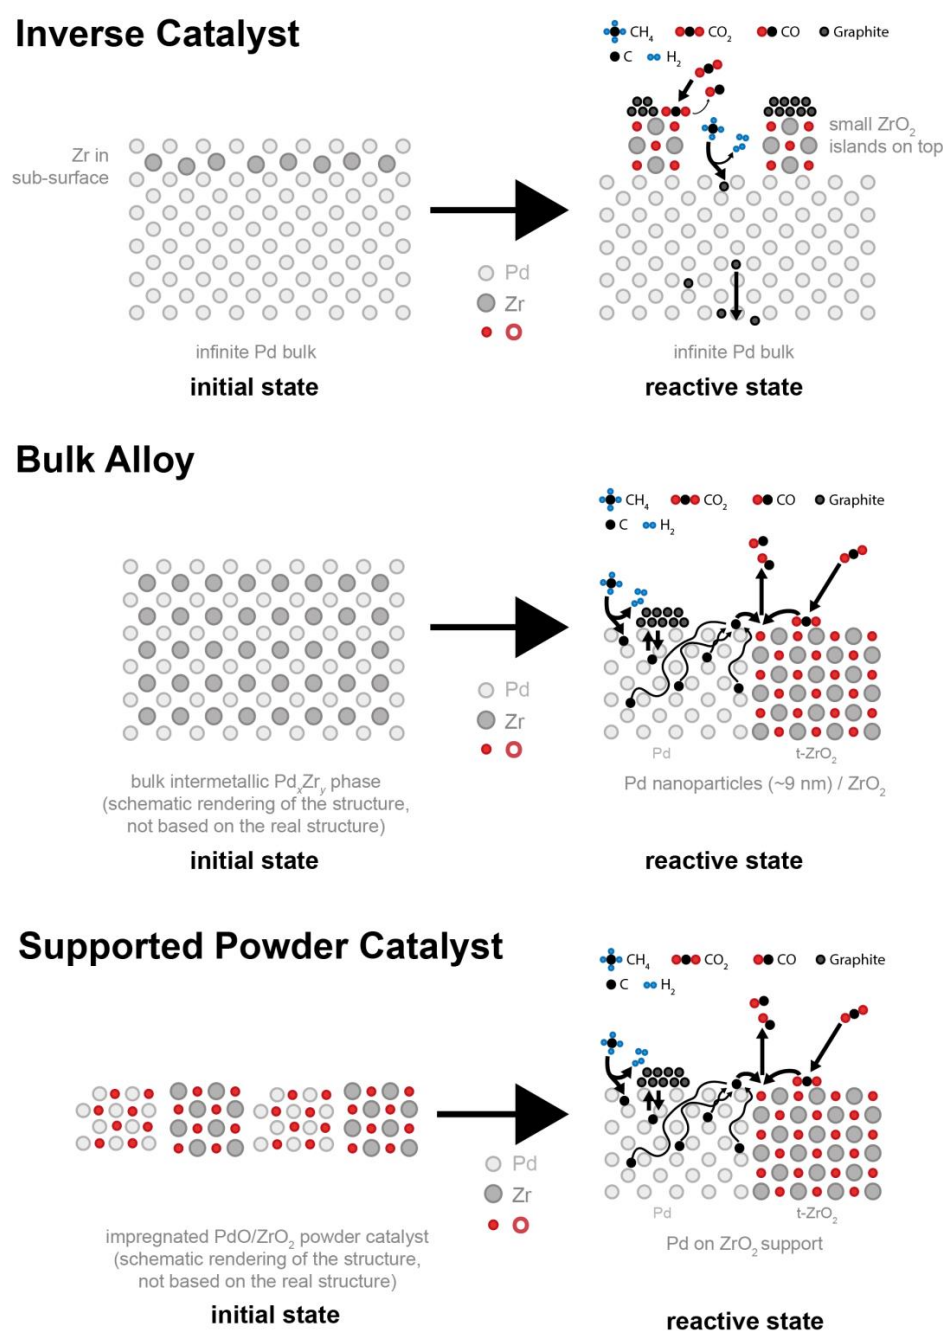 Inverse Catalyst
CH4 CO2 CO Graphite
C H2
Zr in
sub-surface
small ZrO2
islands on top
Pd
Zr
O
infinite Pd bulk
initial state
infinite Pd bulk
reactive state
Bulk Alloy
CH4 CO2 CO Graphite
C H2
Pd
Zr
O
Pd t-ZrO2
bulk intermetallic PdxZry phase
(schematic rendering of the structure,
not based on the real structure)
initial state
Pd nanoparticles (~9 nm) / ZrO2
reactive state
Supported Powder Catalyst
CH4 CO2 CO Graphite
C H2
Pd
Zr
O
Pd t-ZrO2
impregnated PdO/ZrO2 powder catalyst
(schematic rendering of the structure,
not based on the real structure)
initial state
Pd on ZrO2 support
reactive state